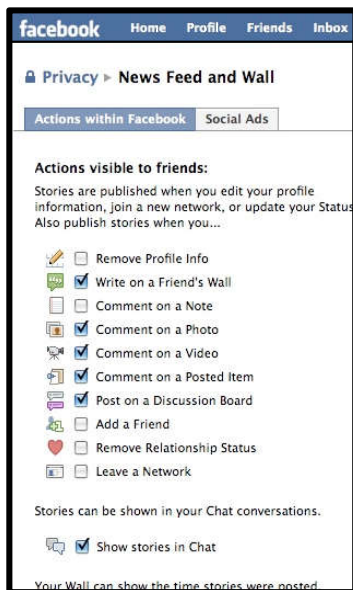 facebook Home Profile Friends Inbox
Privacy ▸ News Feed and Wall
Actions within Facebook Social Ads
Actions visible to friends:
Stories are published when you edit your profile
information, join a new network, or update your Status
Also publish stories when you...
Remove Profile Info
Write on a Friend's Wall
Comment on a Note
Comment on a Photo
Comment on a Video
Comment on a Posted Item
Post on a Discussion Board
Add a Friend
Remove Relationship Status
Leave a Network
Stories can be shown in your Chat conversations.
Show stories in Chat
Your Wall can show the time stories were posted.